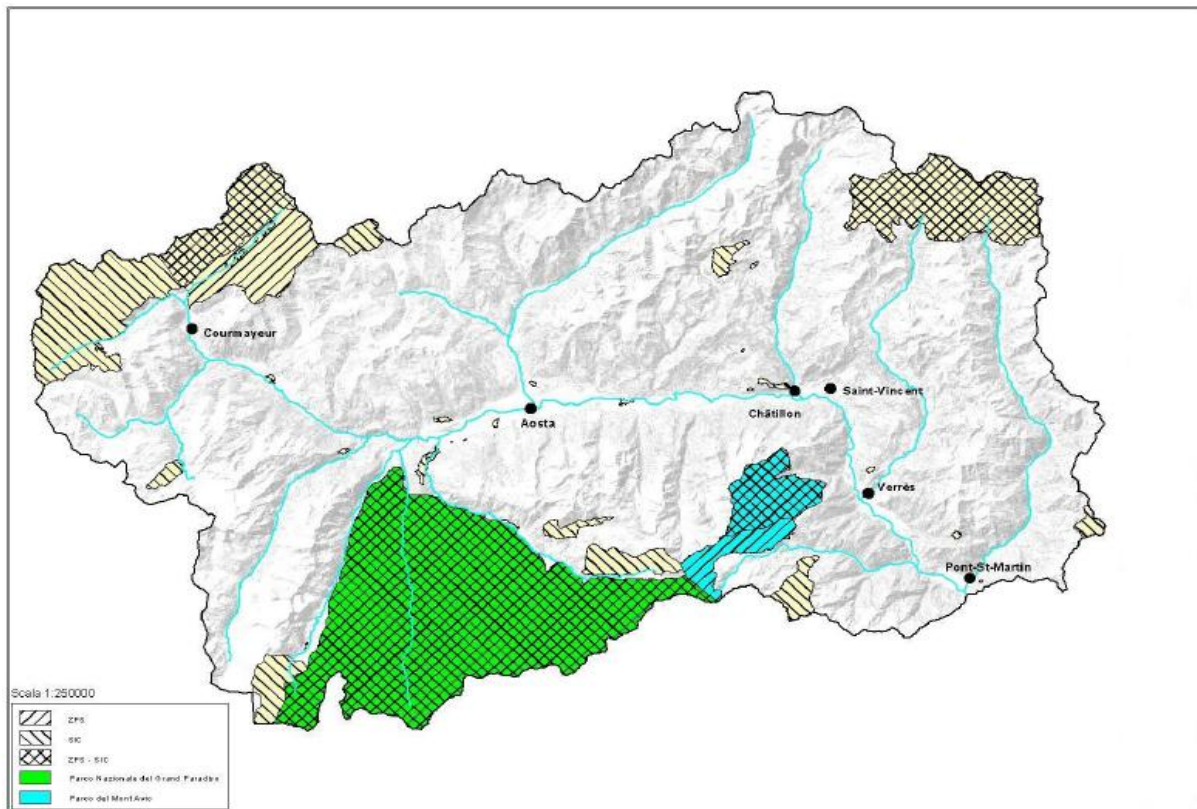 Courmayeur
Saint-Vincent
Châtillon
Aosta
Verrès
Pont-St-Martin
Scala 1:250000
ZPS
SIC
ZPS - SIC
Parco Nazionale del Grand Paradiso
Parco del Mont Avic